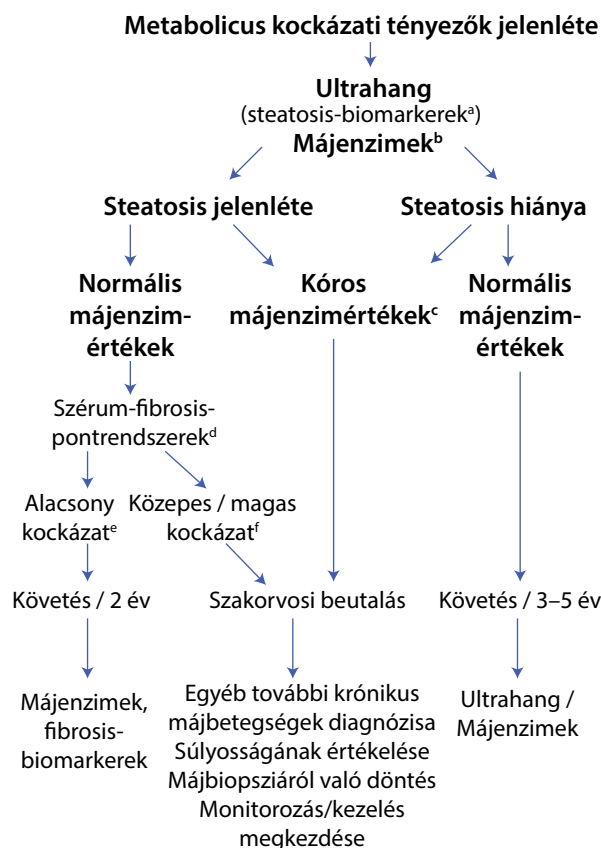 Metabolicus kockázati tényezők jelenléte
Ultrahang
(steatosis-biomarkerekᵃ)
Májenzimekᵇ
Steatosis jelenléte
Steatosis hiánya
Normális
májenzim-
értékek
Kóros
májenzimértékekᶜ
Normális
májenzim-
értékek
Szérum-fibrosis-
pontrendszerekᵈ
Alacsony
kockázatᵉ
Közepes / magas
kockázatᶠ
Követés / 2 év
Szakorvosi beutalás
Követés / 3–5 év
Májenzimek,
fibrosis-
biomarkerek
Egyéb további krónikus
májbetegségek diagnózisa
Súlyosságának értékelése
Májbiopsziáról való döntés
Monitorozás/kezelés
megkezdése
Ultrahang /
Májenzimek